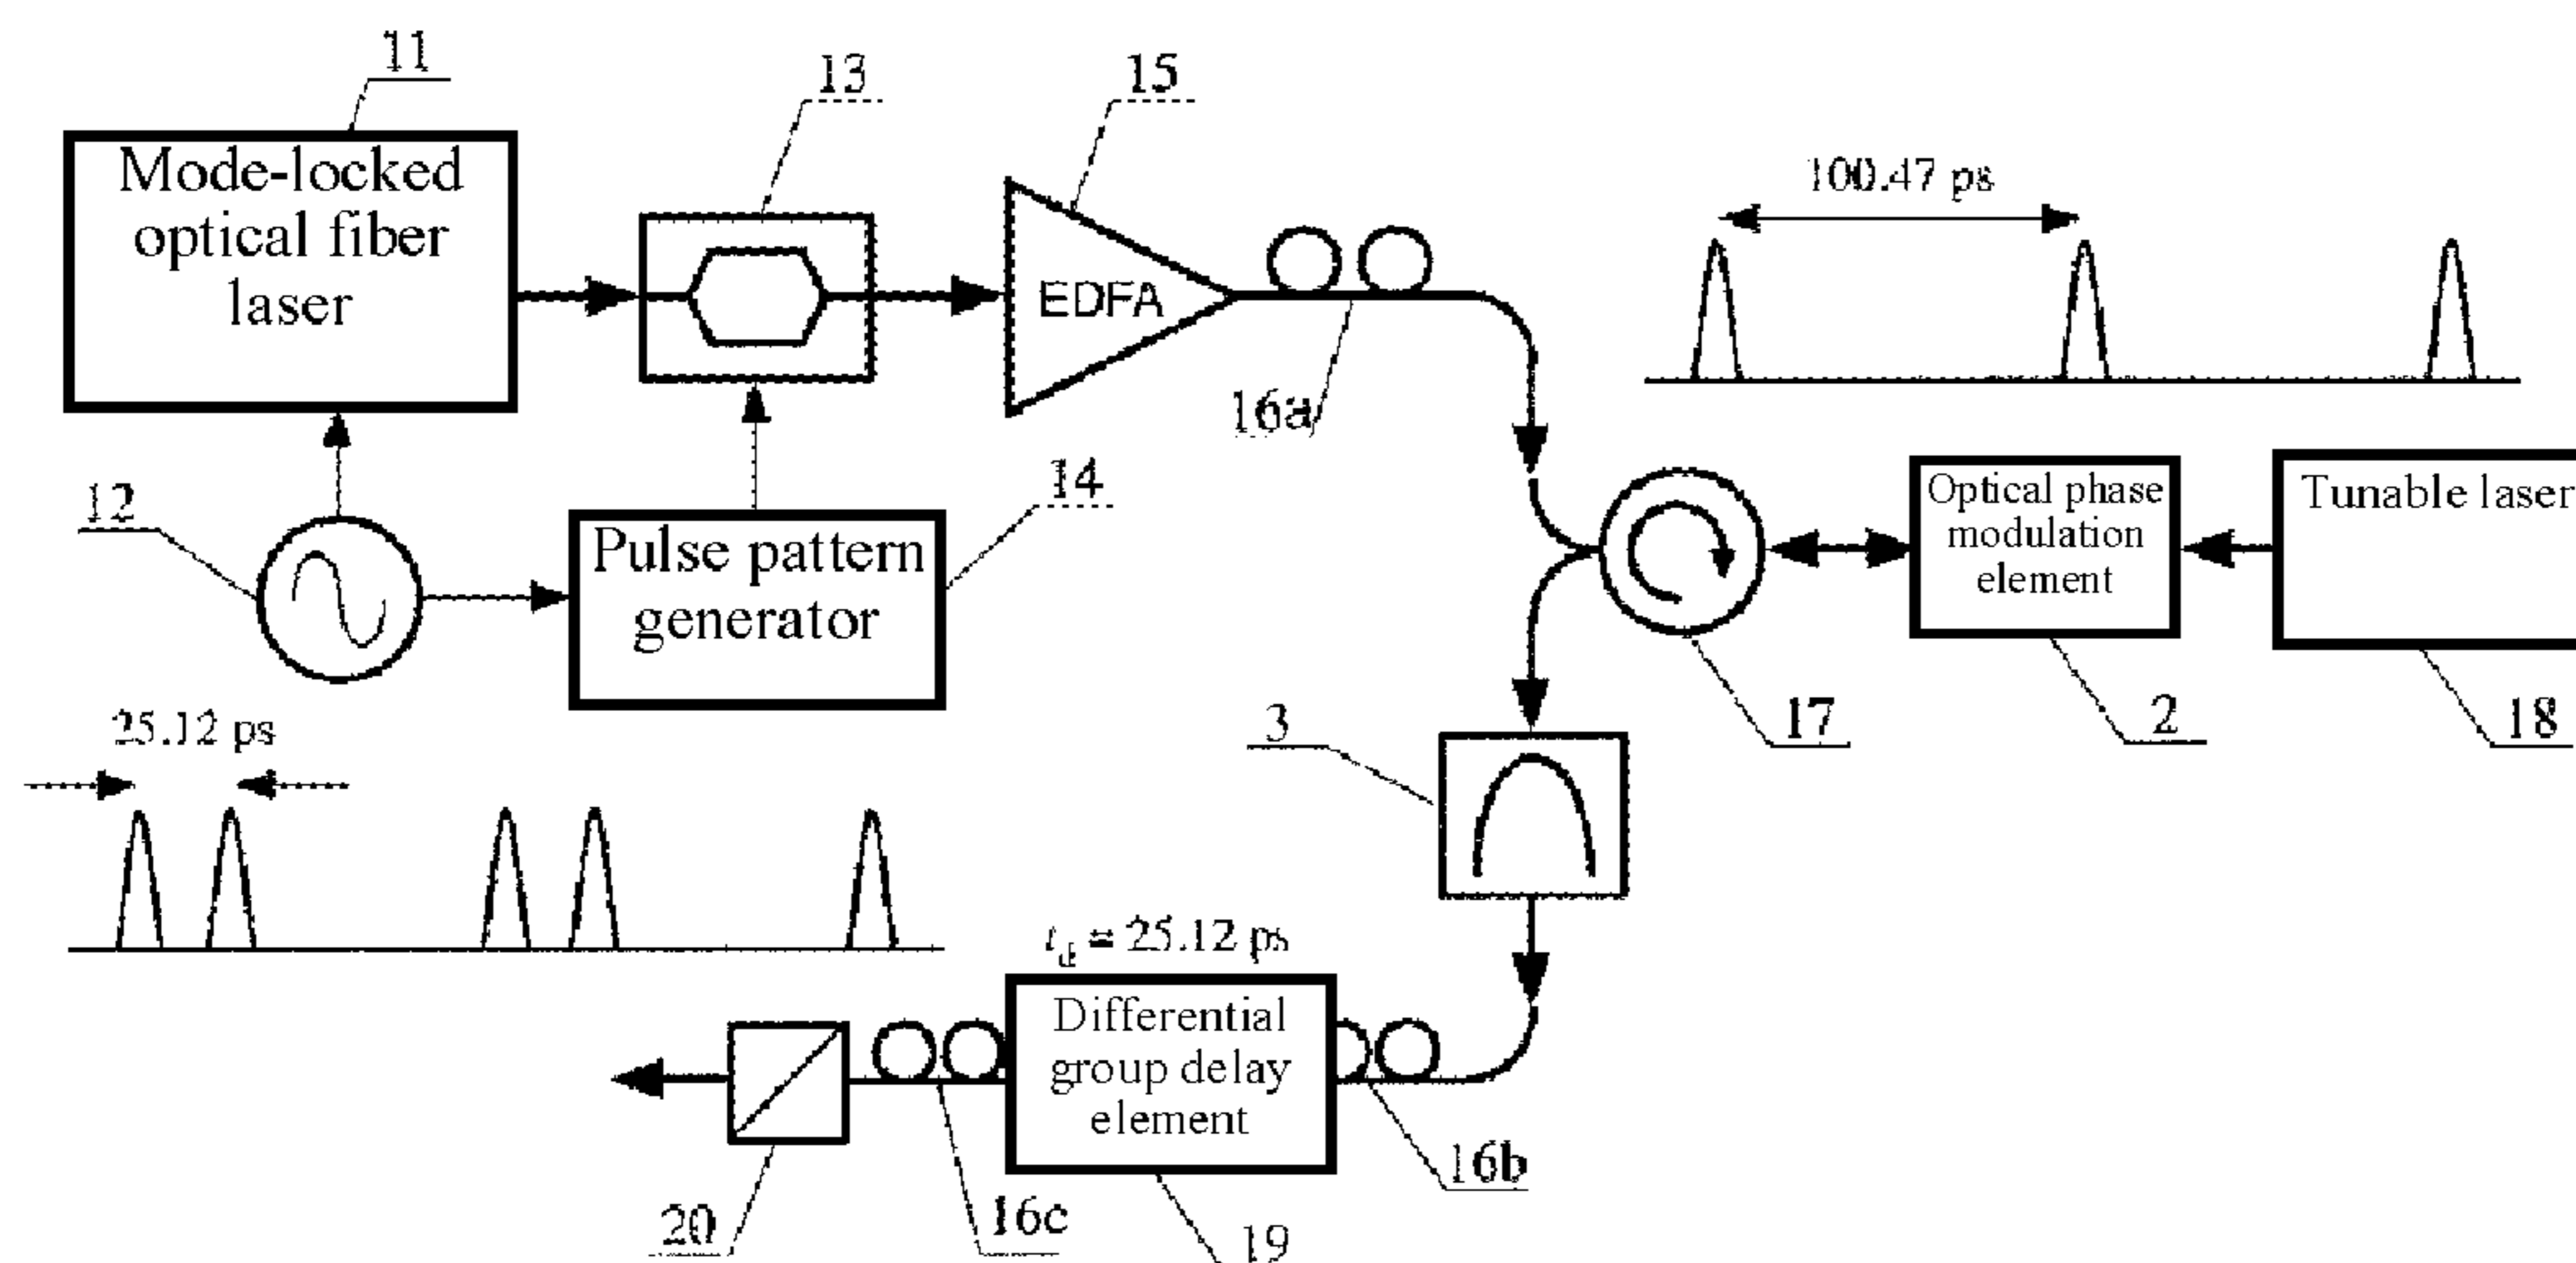 11
13
15
Mode-locked
optical fiber
laser
EDFA
100.47 ps
16a
12
14
Pulse pattern
generator
Optical phase
modulation
element
Tunable laser
25.12 ps
3
17
2
18
t_d = 25.12 ps
Differential
group delay
element
20
16c
19
16b